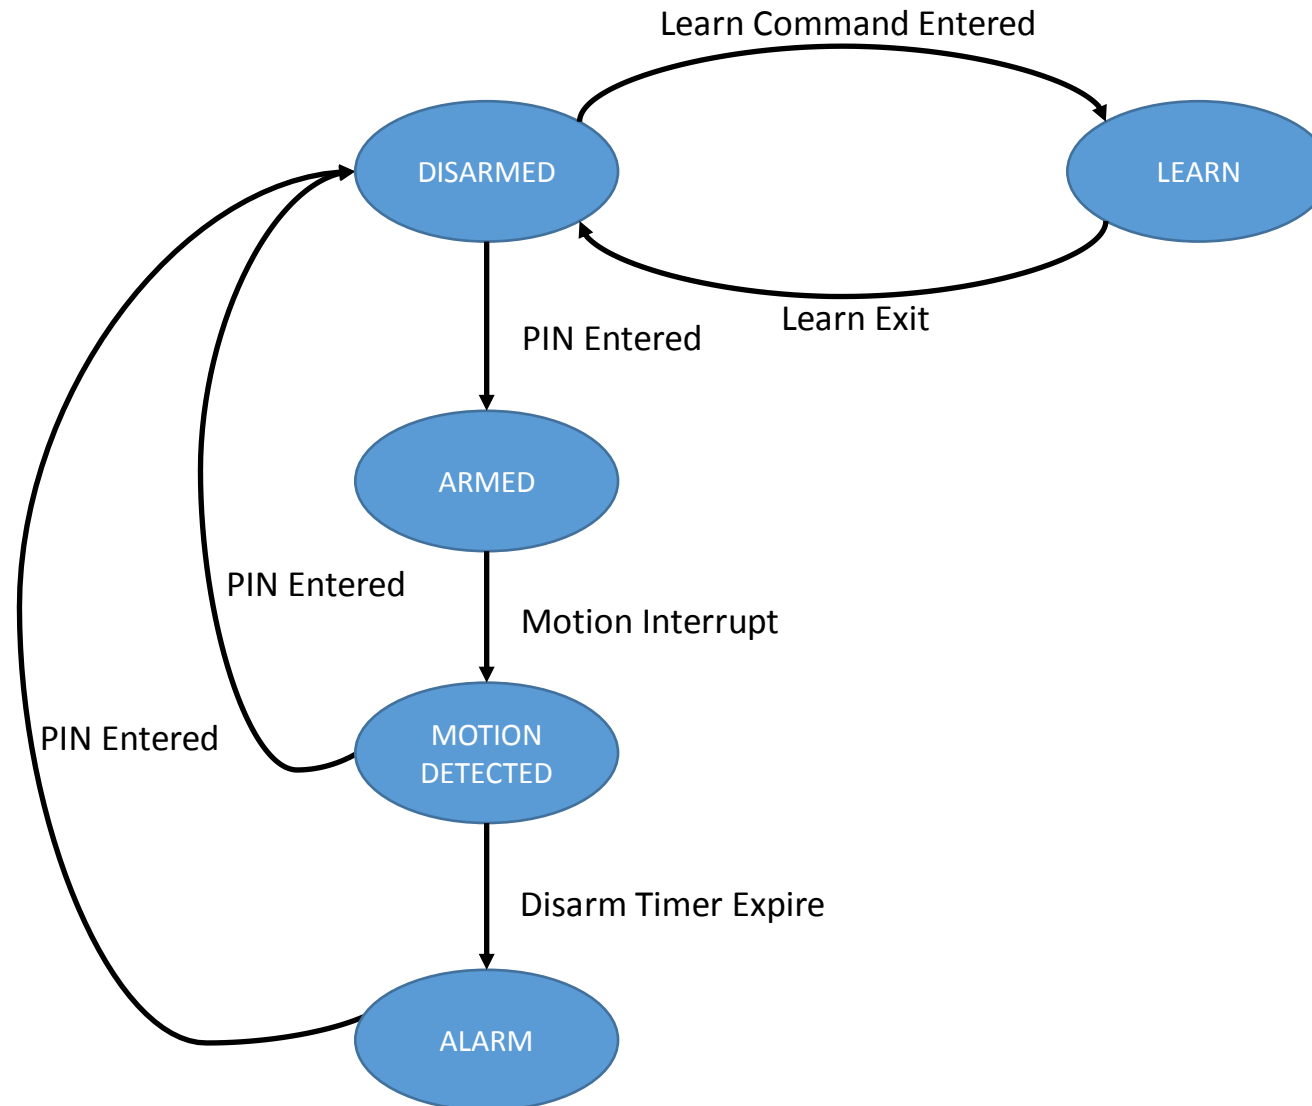 Learn Command Entered
DISARMED
LEARN
Learn Exit
PIN Entered
ARMED
PIN Entered
Motion Interrupt
PIN Entered
MOTION
DETECTED
Disarm Timer Expire
ALARM